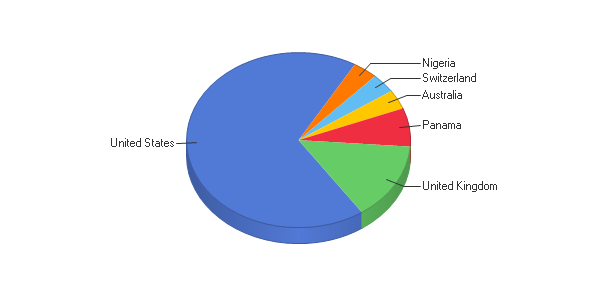 Nigeria
Switzerland
Australia
Panama
United States
United Kingdom